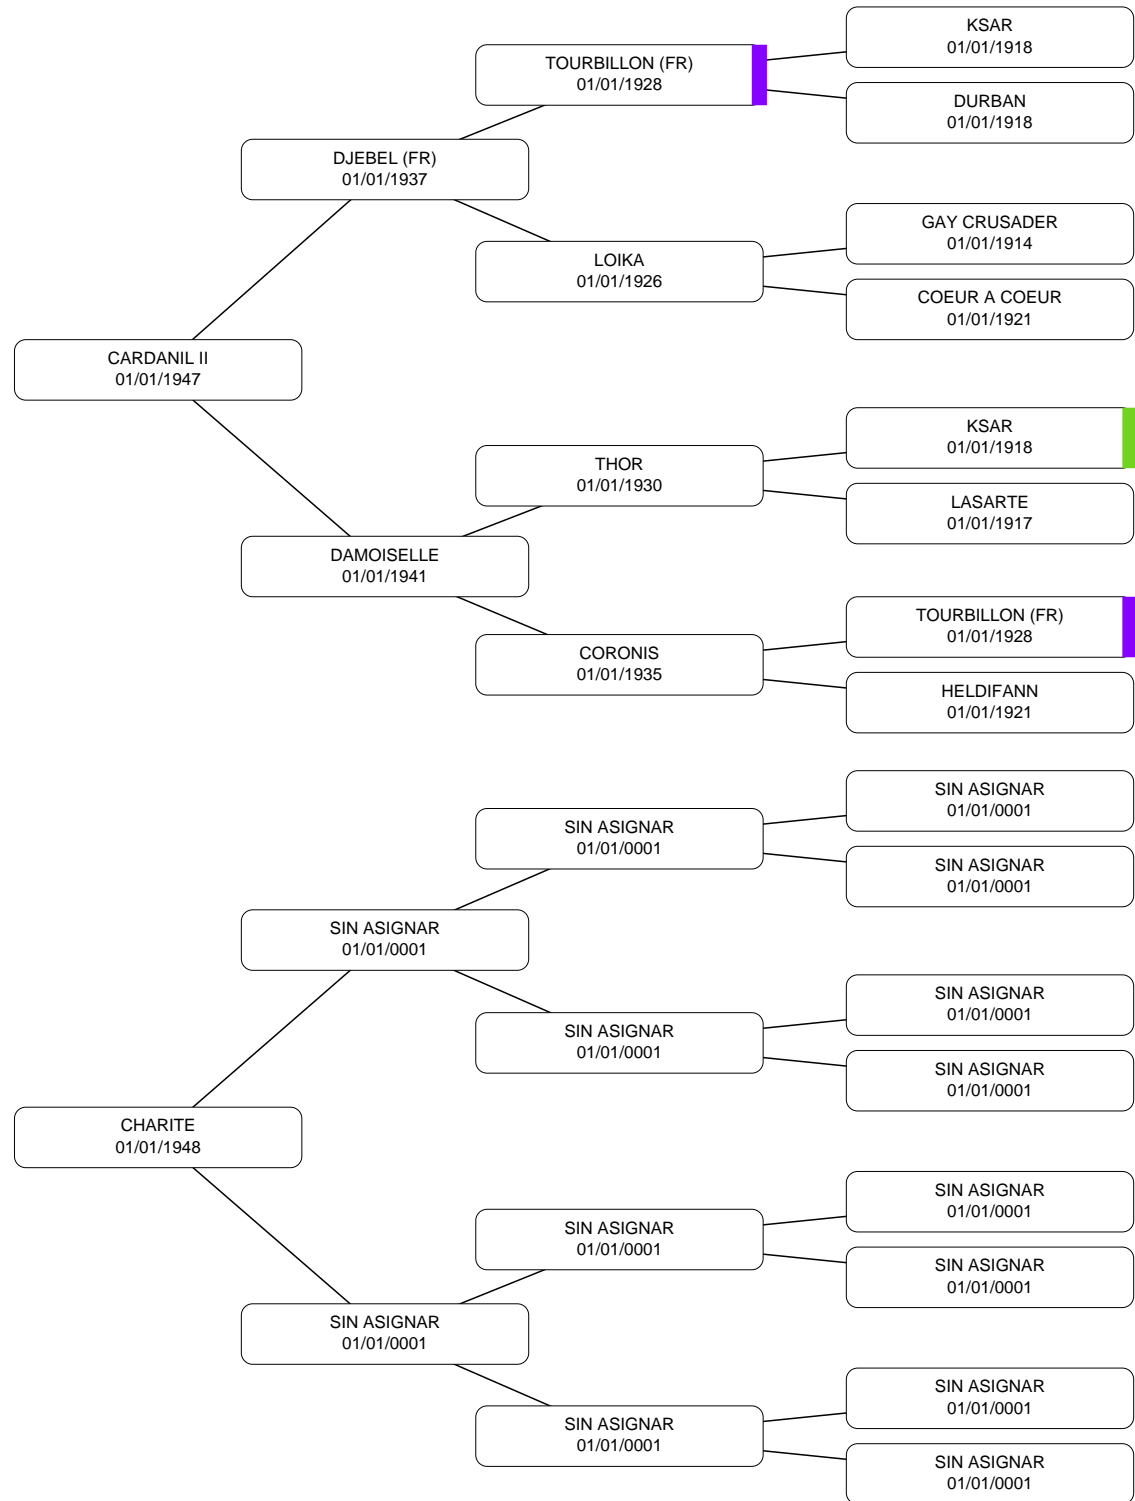 KSAR
01/01/1918
TOURBILLON (FR)
01/01/1928
DURBAN
01/01/1918
DJEBEL (FR)
01/01/1937
GAY CRUSADER
01/01/1914
LOIKA
01/01/1926
COEUR A COEUR
01/01/1921
CARDANIL II
01/01/1947
KSAR
01/01/1918
THOR
01/01/1930
LASARTE
01/01/1917
DAMOISELLE
01/01/1941
TOURBILLON (FR)
01/01/1928
CORONIS
01/01/1935
HELDIFANN
01/01/1921
SIN ASIGNAR
01/01/0001
SIN ASIGNAR
01/01/0001
SIN ASIGNAR
01/01/0001
SIN ASIGNAR
01/01/0001
SIN ASIGNAR
01/01/0001
SIN ASIGNAR
01/01/0001
SIN ASIGNAR
01/01/0001
CHARITE
01/01/1948
SIN ASIGNAR
01/01/0001
SIN ASIGNAR
01/01/0001
SIN ASIGNAR
01/01/0001
SIN ASIGNAR
01/01/0001
SIN ASIGNAR
01/01/0001
SIN ASIGNAR
01/01/0001
SIN ASIGNAR
01/01/0001